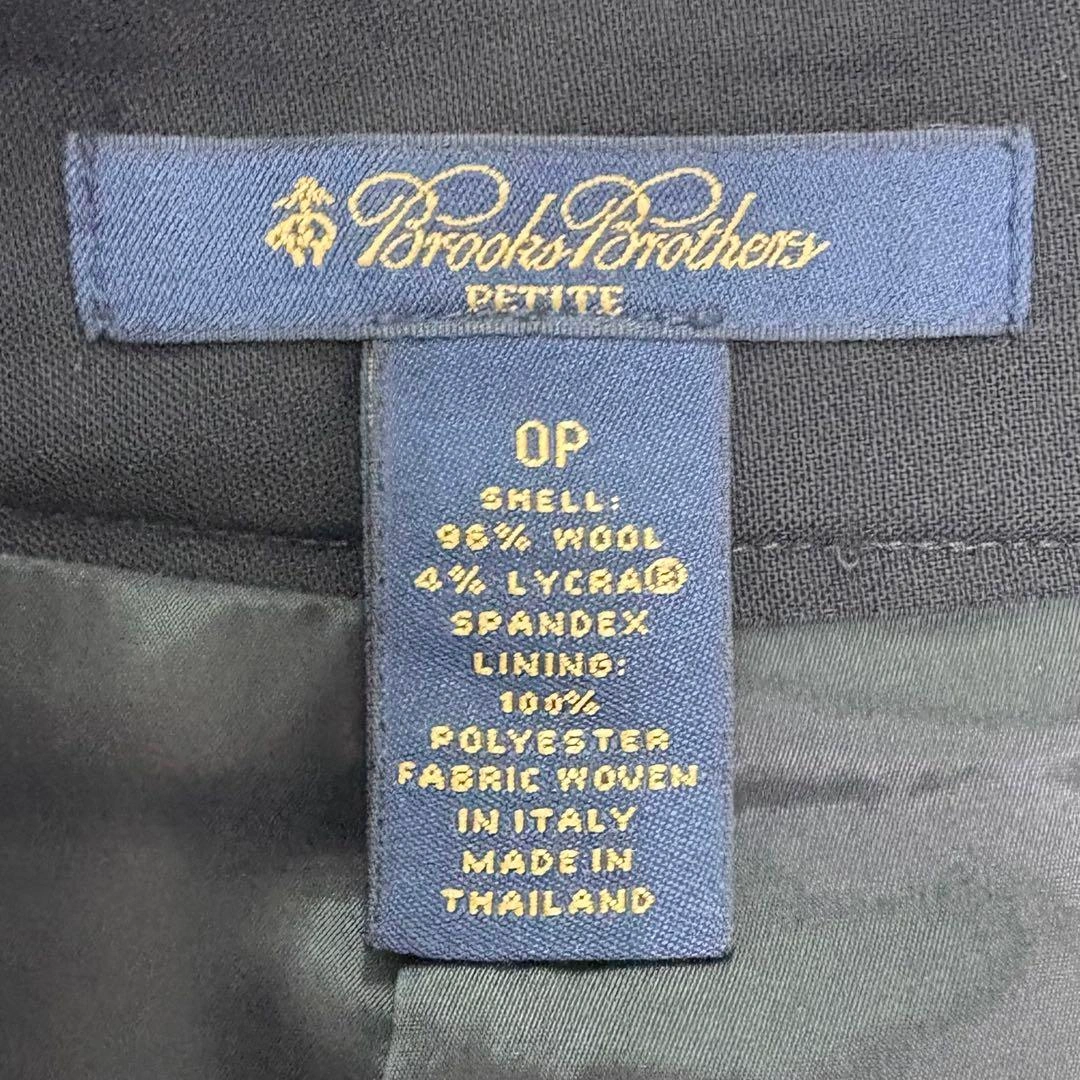 Brooks Brothers
PETITE
0P
SHELL:
96% WOOL
4% LYCRA®
SPANDEX
LINING:
100%
POLYESTER
FABRIC WOVEN
IN ITALY
MADE IN
THAILAND